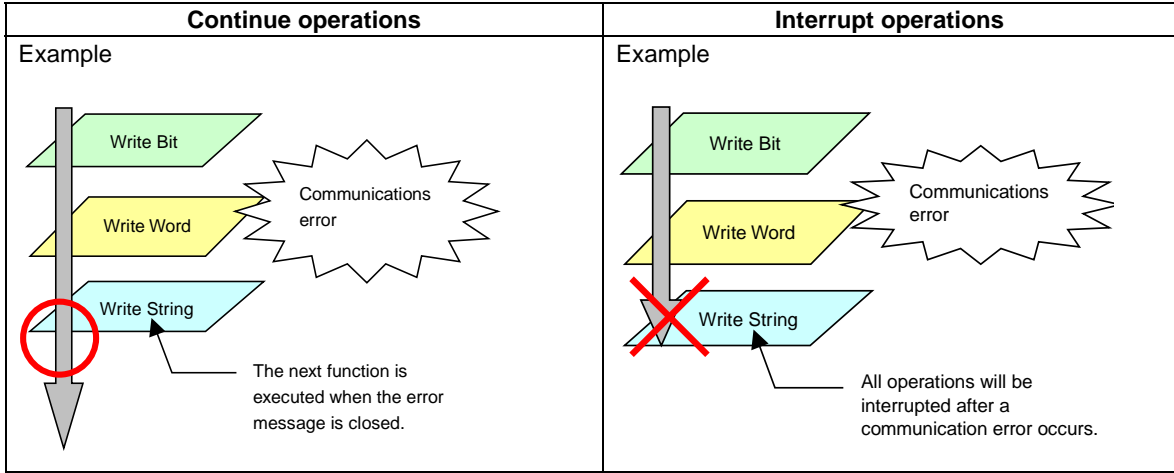 Continue operations
Interrupt operations
Example
Write Bit
Communications
error
Write Word
Write String
The next function is
executed when the error
message is closed.
Example
Write Bit
Communications
error
Write Word
Write String
All operations will be
interrupted after a
communication error occurs.